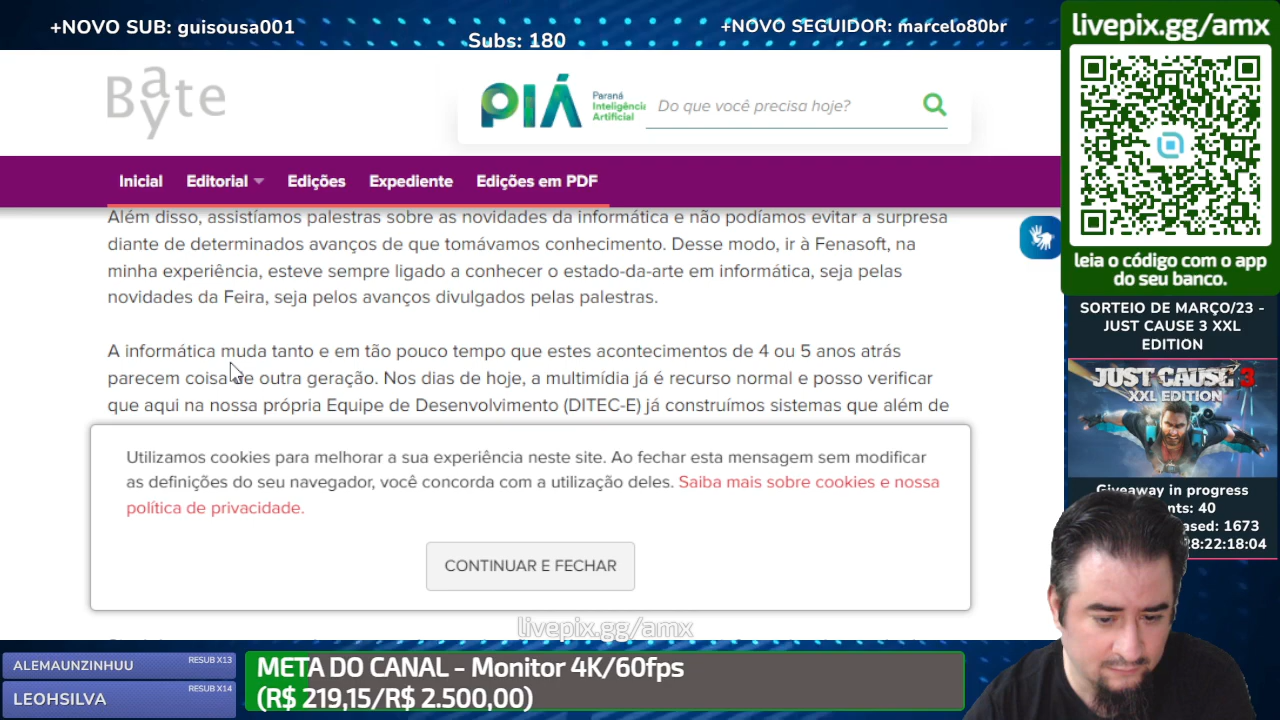 +NOVO SUB: guisousa001
Subs: 180
+NOVO SEGUIDOR: marcelo80br
livepix.gg/amx
Bayte
PIÁ
Paraná
Inteligênci
Artificial
Do que você precisa hoje?
Inicial
Editorial
Edições
Expediente
Edições em PDF
Além disso, assistíamos palestras sobre as novidades da informática e não podíamos evitar a surpresa
diante de determinados avanços de que tomávamos conhecimento. Desse modo, ir à Fenasoft, na
minha experiência, esteve sempre ligado a conhecer o estado-da-arte em informática, seja pelas
novidades da Feira, seja pelos avanços divulgados pelas palestras.
A informática muda tanto e em tão pouco tempo que estes acontecimentos de 4 ou 5 anos atrás
parecem coisa de outra geração. Nos dias de hoje, a multimídia já é recurso normal e posso verificar
que aqui na nossa própria Equipe de Desenvolvimento (DITEC-E) já construímos sistemas que além de
Utilizamos cookies para melhorar a sua experiência neste site. Ao fechar esta mensagem sem modificar
as definições do seu navegador, você concorda com a utilização deles. Saiba mais sobre cookies e nossa
política de privacidade.
CONTINUAR E FECHAR
livepix.gg/amx
leia o código com o app
do seu banco.
SORTEIO DE MARÇO/23 -
JUST CAUSE 3 XXL
EDITION
JUST CAUSE 3
XXL EDITION
Giveaway in progress
nts: 40
ased: 1673
8:22:18:04
ALEMAUNZINHUU
RESUB X13
LEOHSILVA
RESUB X14
META DO CANAL - Monitor 4K/60fps
(R$ 219,15/R$ 2.500,00)